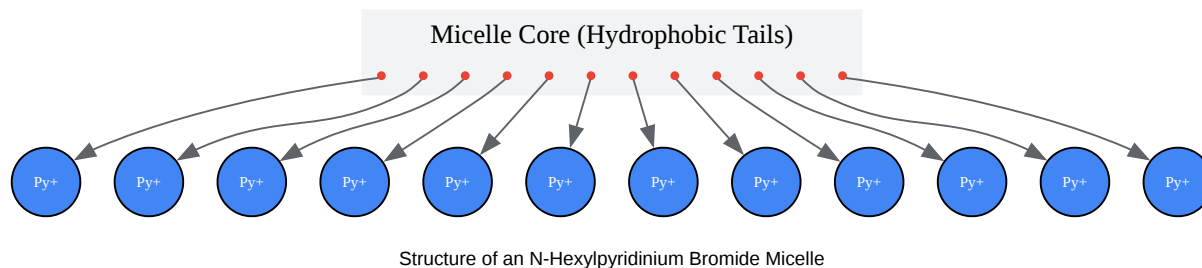 Micelle Core (Hydrophobic Tails)
Py+ Py+ Py+ Py+ Py+ Py+ Py+ Py+ Py+ Py+ Py+ Py+
Structure of an N-Hexylpyridinium Bromide Micelle